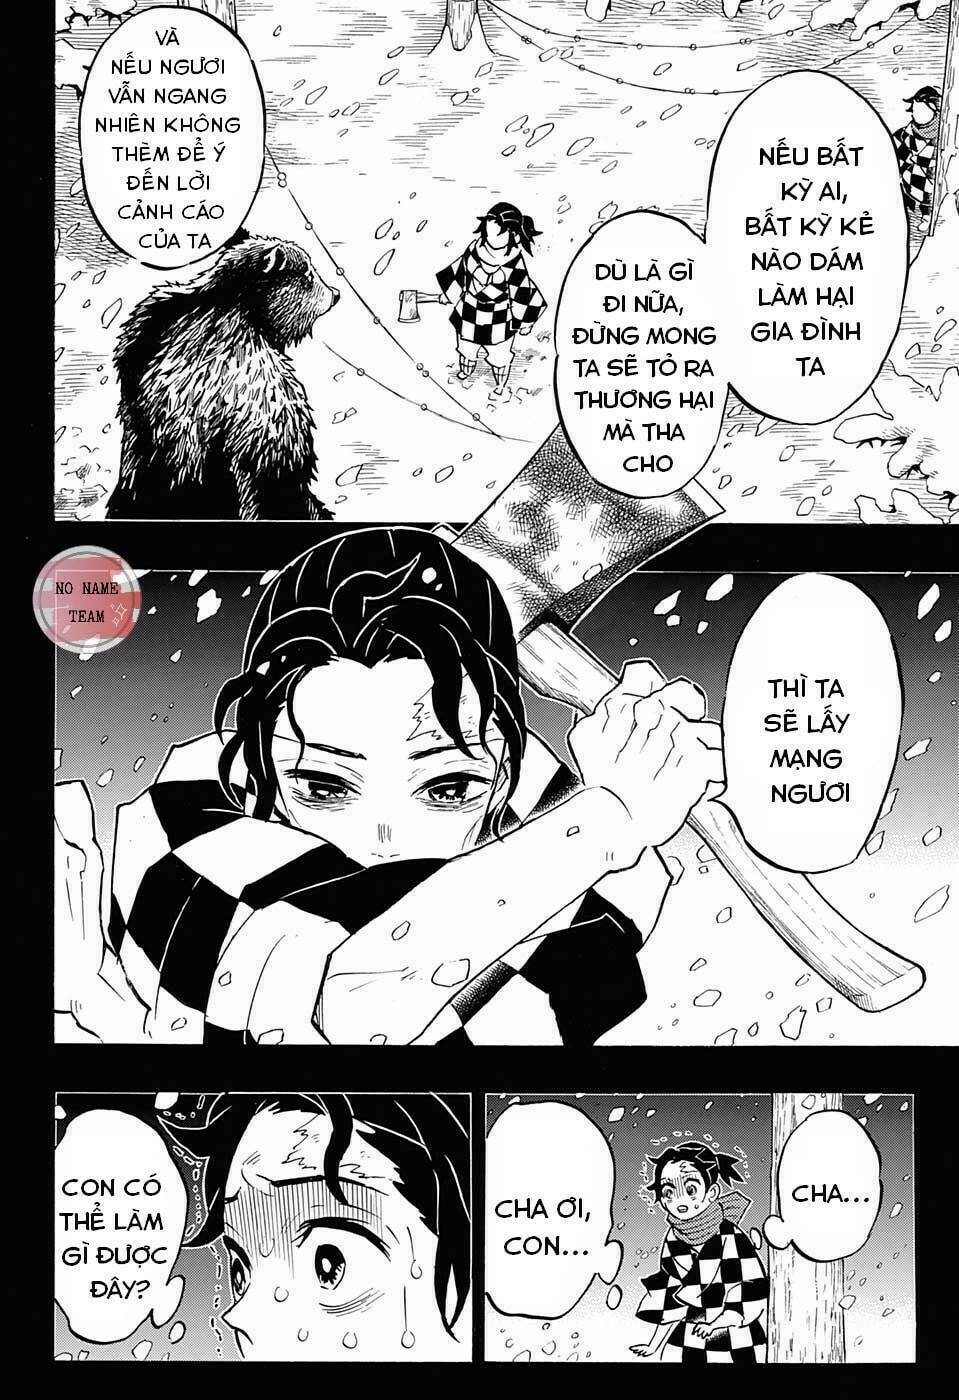 NẾU BẤT
KỲ AI,
BẤT KỲ KẺ
NÀO DÁM
LÀM HẠI
GIA ĐÌNH
TA
DÙ LÀ GÌ
ĐI NỮA,
ĐỪNG MONG
TA SẼ TỎ RA
THƯƠNG HẠI
MÀ THA
CHO
VÀ
NẾU NGƯƠI
VẪN NGANG
NHIÊN KHÔNG
THÈM ĐỂ Ý
ĐẾN LỜI
CẢNH CÁO
CỦA TA
NO NAME
TEAM
THÌ TA
SẼ LẤY
MẠNG
NGƯƠI
CHA...
CHA ƠI,
CON...
CON CÓ
THỂ LÀM
GÌ ĐƯỢC
ĐÂY?